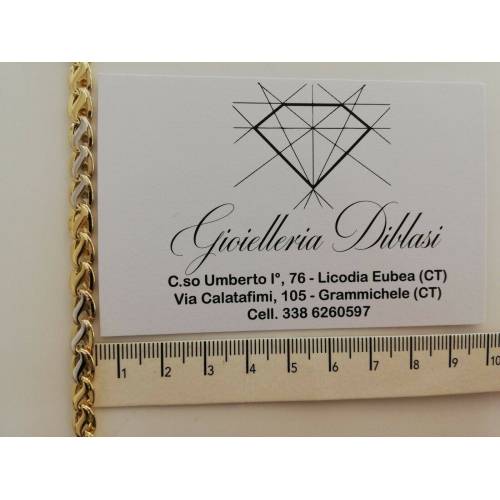 Gioielleria Diblasi
C.so Umberto I°, 76 - Licodia Eubea (CT)
Via Calatafimi, 105 - Grammichele (CT)
Cell. 338 6260597
1 2 3 4 5 6 7 8 9 10